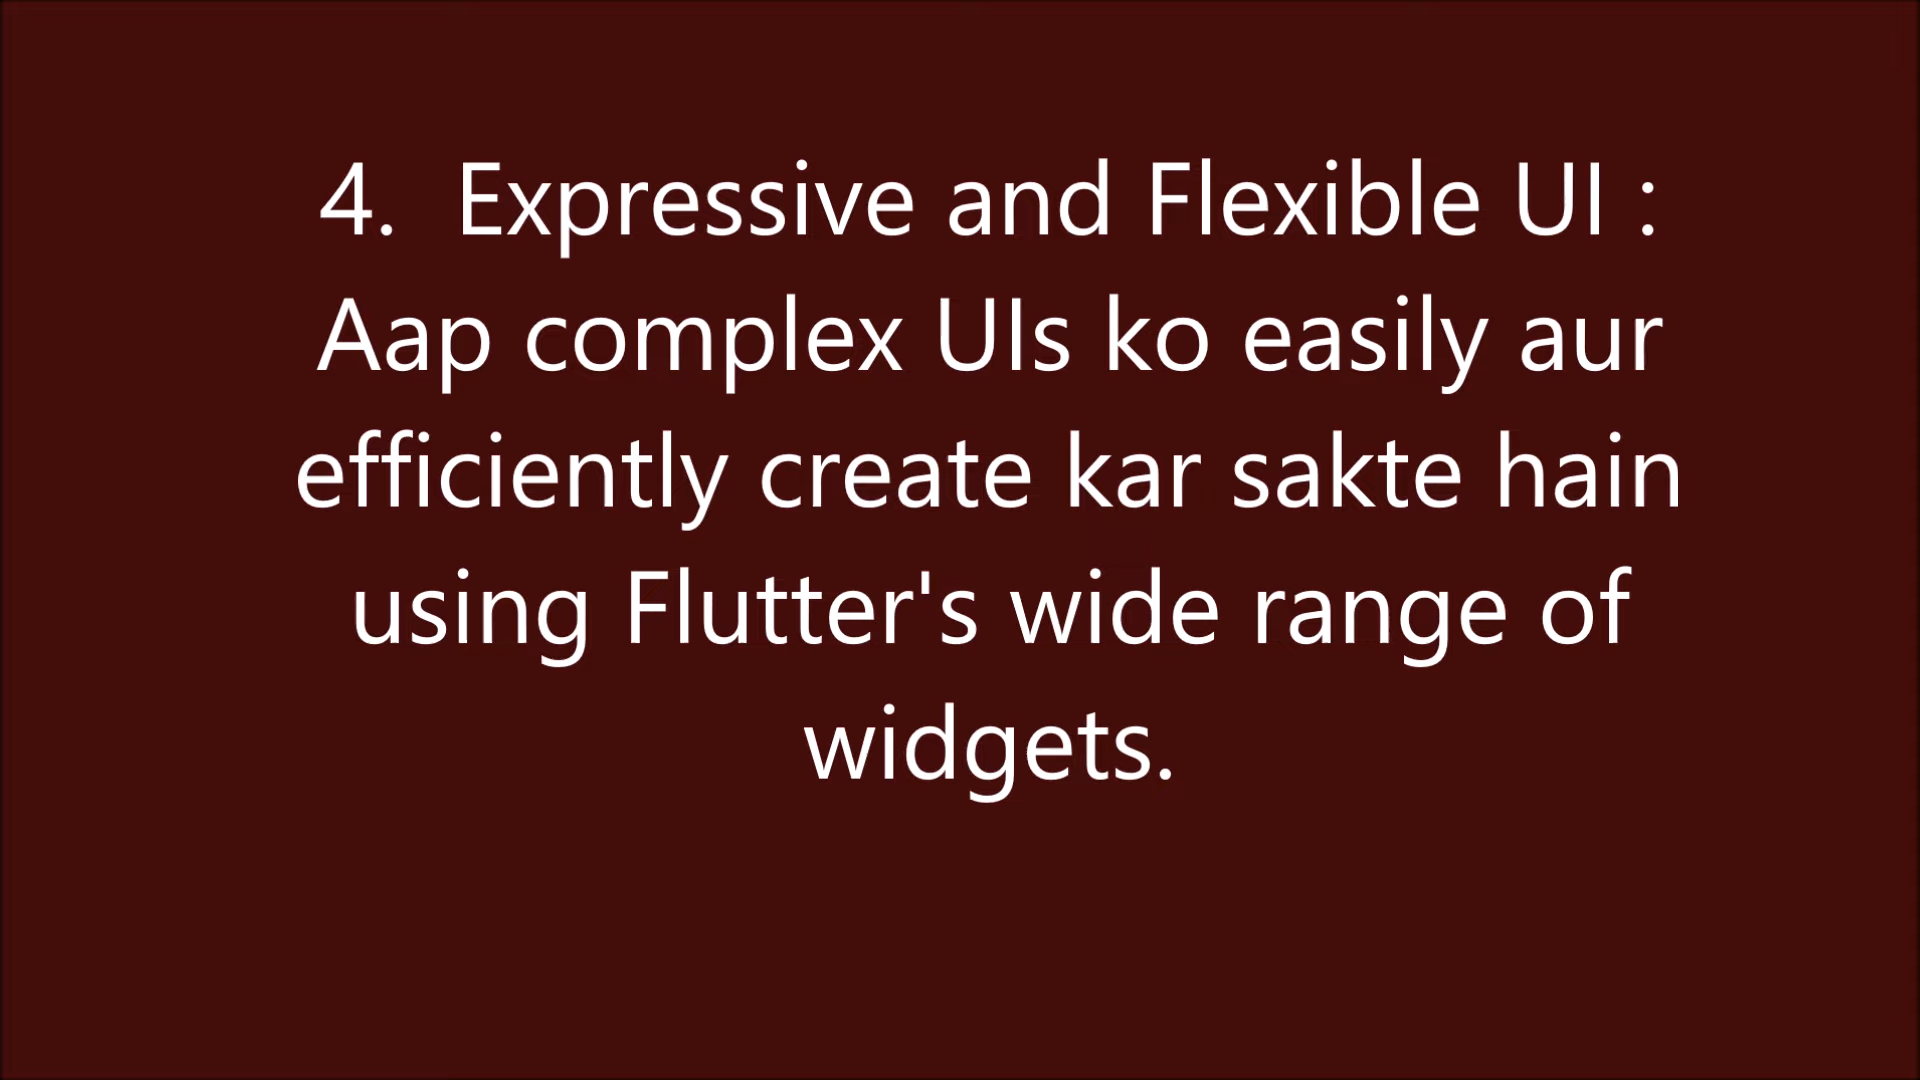 4.  Expressive and Flexible UI :
Aap complex UIs ko easily aur
efficiently create kar sakte hain
using Flutter's wide range of
widgets.